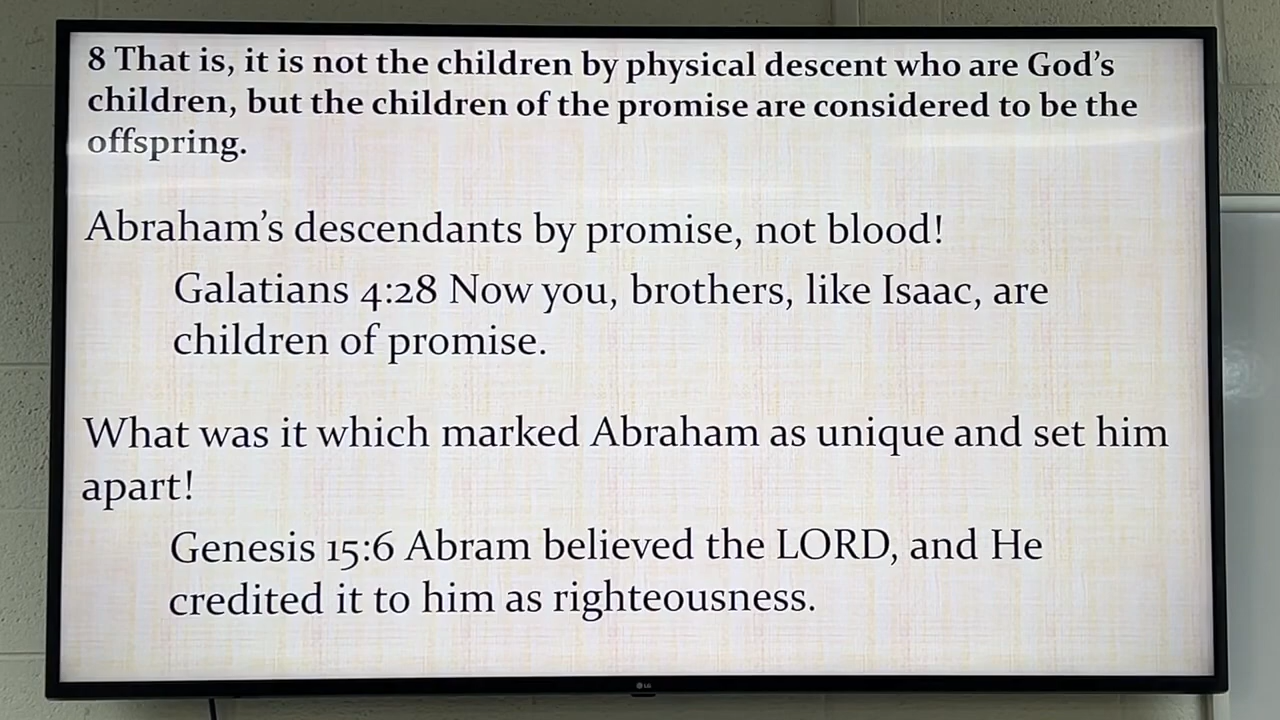 8 That is, it is not the children by physical descent who are God's
children, but the children of the promise are considered to be the
offspring.
Abraham's descendants by promise, not blood!
Galatians 4:28 Now you, brothers, like Isaac, are
children of promise.
What was it which marked Abraham as unique and set him
apart!
Genesis 15:6 Abram believed the LORD, and He
credited it to him as righteousness.
LG